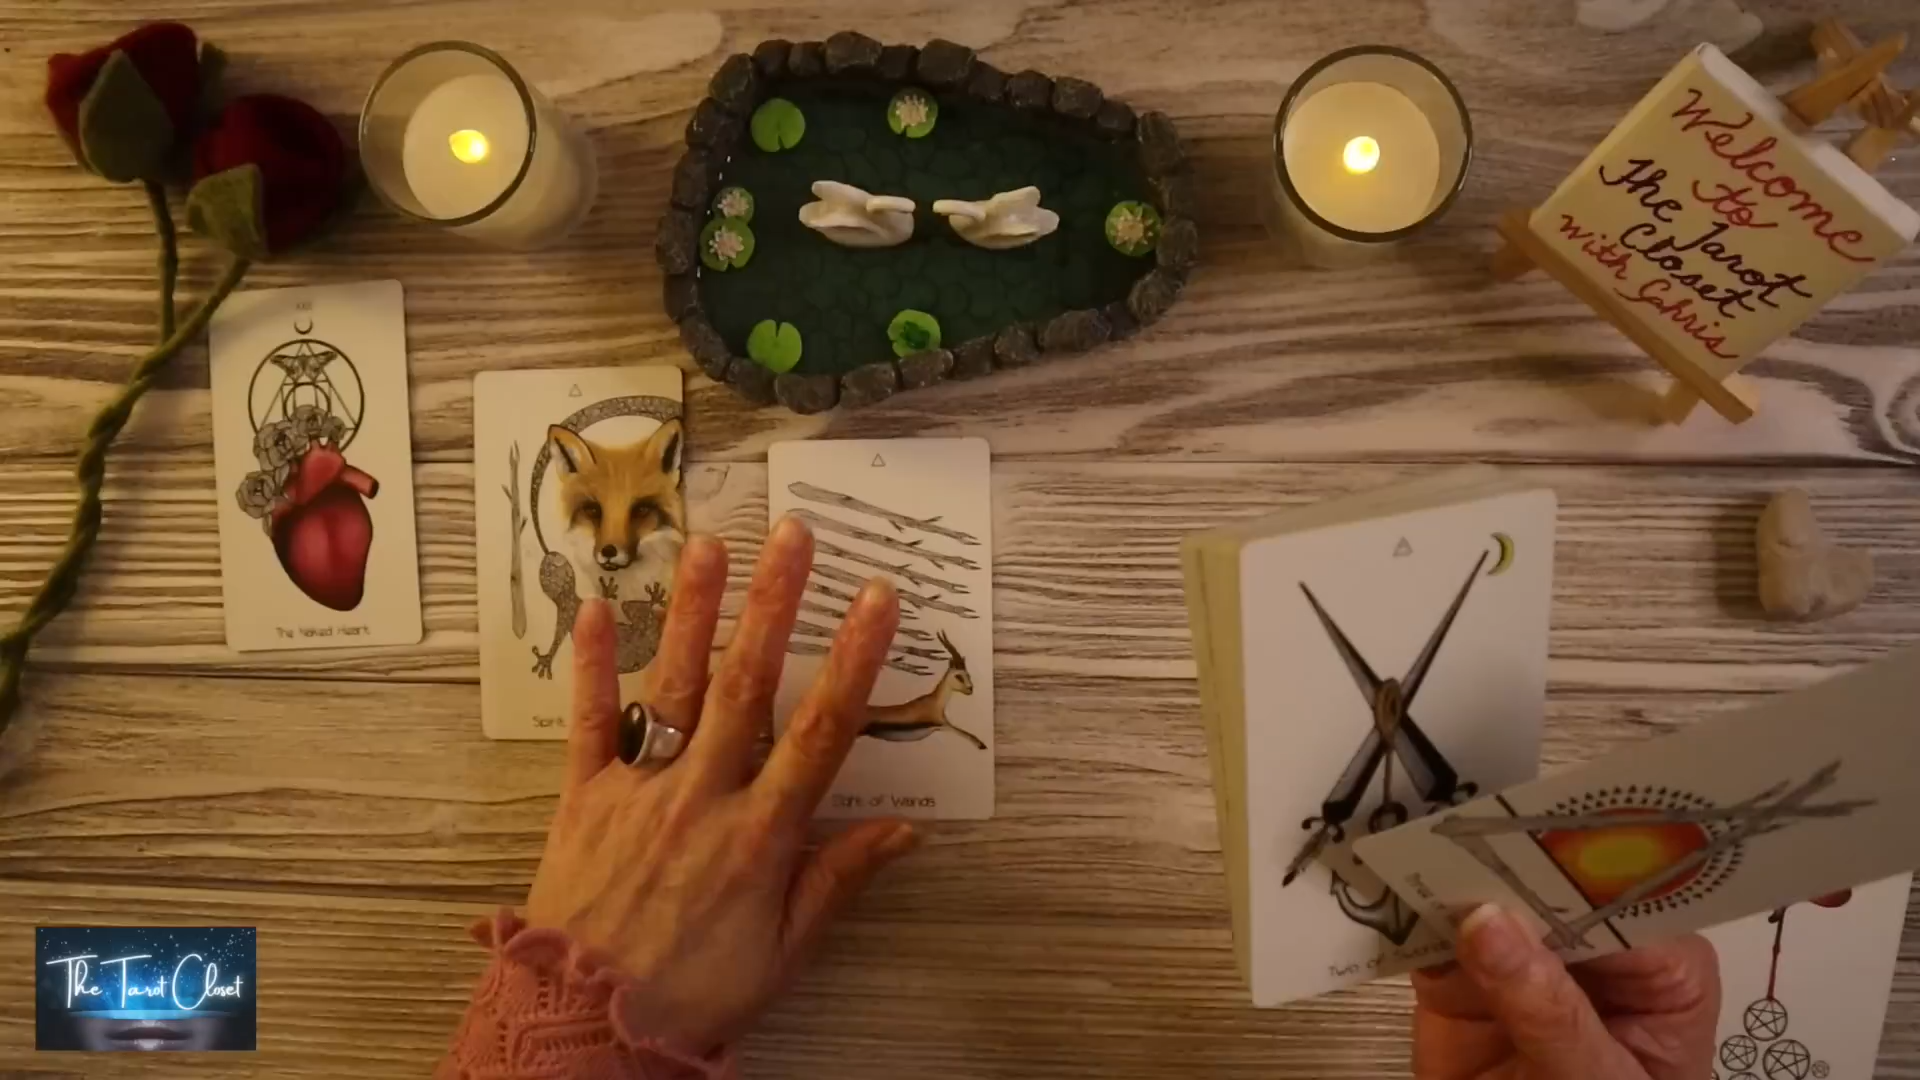 Welcome
to
The Tarot
Closet
With Sahris
XXI
The Naked Heart
Spirit
Eight of Wands
Two of Swords
The Tarot Closet